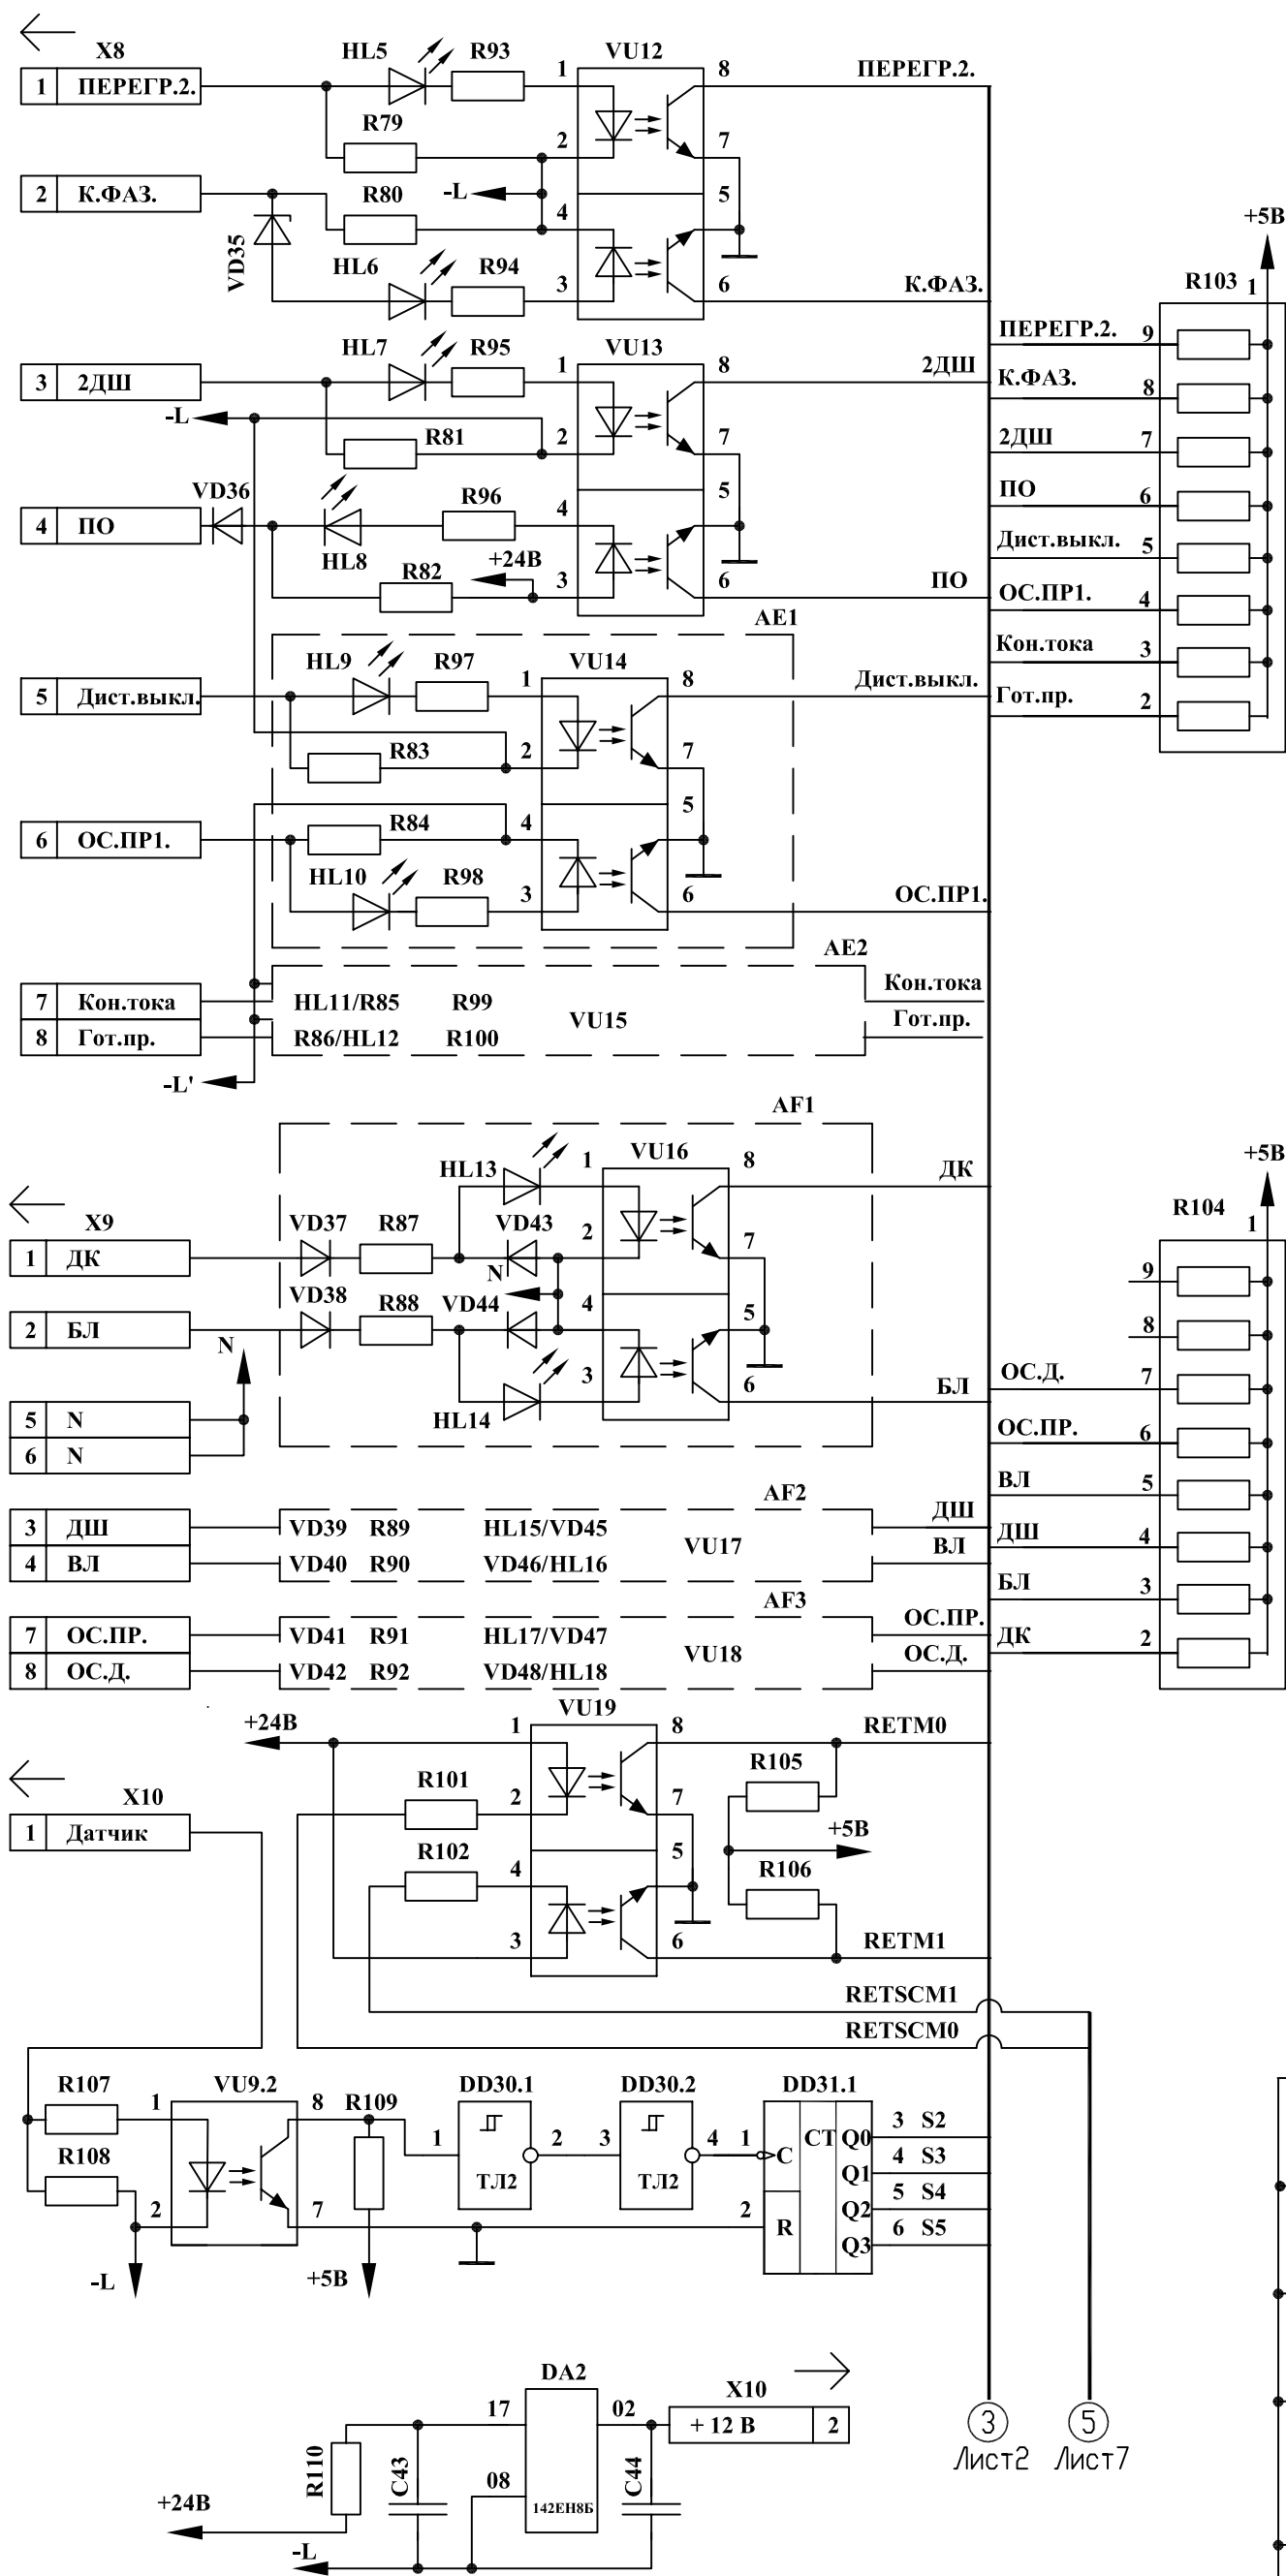 X8 HL5 R93 VU12
1 ПЕРЕГР.2. 1 8 ПЕРЕГР.2.
R79
2 7
2 К.ФАЗ. R80 -L 4 5
VD35 HL6 R94 3 6 К.ФАЗ.
+5В
R103 1
ПЕРЕГР.2. 9
К.ФАЗ. 8
2ДШ 7
ПО 6
Дист.выкл. 5
ОС.ПР1. 4
Кон.тока 3
Гот.пр. 2
HL7 R95 VU13
3 2ДШ 1 8 2ДШ
-L R81 2 7
VD36 R96 4 5
4 ПО HL8 +24В
R82 3 6 ПО
AE1
HL9 R97 VU14
5 Дист.выкл. 1 8 Дист.выкл.
R83 2 7
R84 4 5
6 ОС.ПР1.
HL10 R98 3 6 ОС.ПР1.
AE2
7 Кон.тока HL11/R85 R99 VU15 Кон.тока
8 Гот.пр. R86/HL12 R100 Гот.пр.
-L'
AF1
HL13 1 VU16 8 ДК
X9 VD37 R87 VD43 2 7
1 ДК N
VD38 R88 VD44 4 5
2 БЛ
N
HL14 3 6 БЛ
5 N
6 N
+5В
R104 1
9
8
ОС.Д. 7
ОС.ПР. 6
ВЛ 5
ДШ 4
БЛ 3
ДК 2
AF2
3 ДШ VD39 R89 HL15/VD45 VU17 ДШ
4 ВЛ VD40 R90 VD46/HL16 ВЛ
AF3
7 ОС.ПР. VD41 R91 HL17/VD47 VU18 ОС.ПР.
8 ОС.Д. VD42 R92 VD48/HL18 ОС.Д.
+24В 1 VU19 8 RETM0
R101 2 7 R105
X10
1 Датчик
R102 4 5 +5В
R106
3 6 RETM1
RETSCM1
RETSCM0
R107 1 VU9.2 8 R109 DD30.1 DD30.2 DD31.1
R108 2 7
1 ТЛ2 2 3 ТЛ2 4 1 C CT Q0 3 S2
Q1 4 S3
2 R Q2 5 S4
Q3 6 S5
-L +5В
DA2 X10
17 02 + 12 В 2
R110 C43 08 142ЕН8Б C44
+24В
-L
3 5
Лист2 Лист7